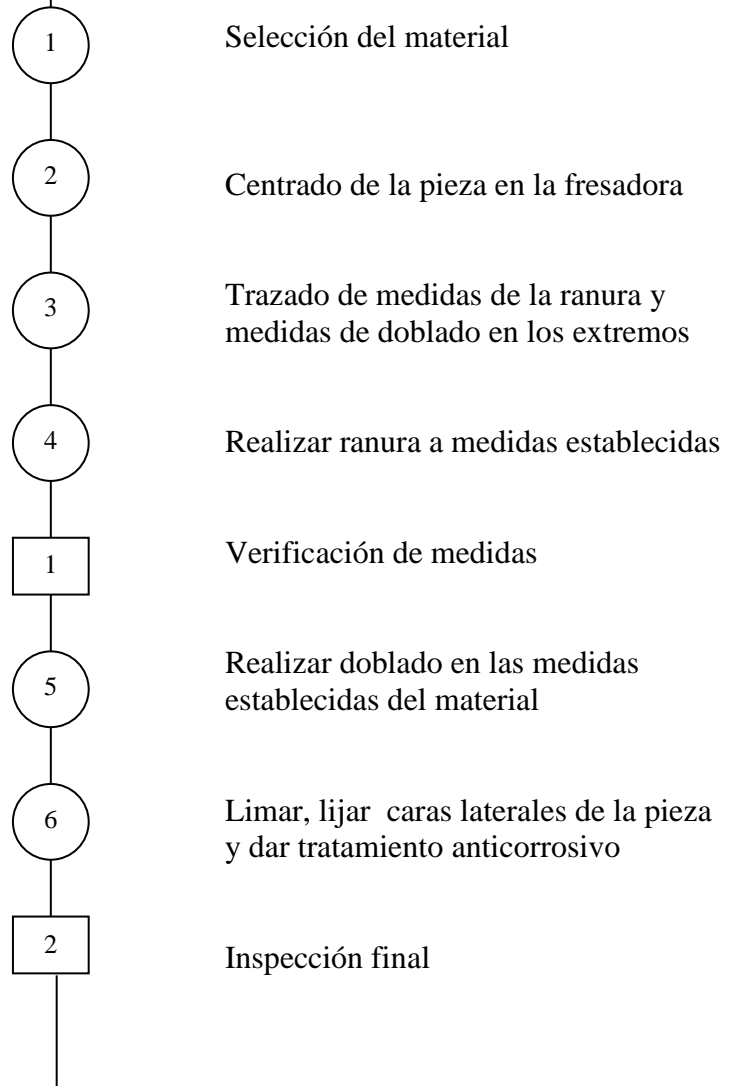 1 Selección del material
2 Centrado de la pieza en la fresadora
3 Trazado de medidas de la ranura y
medidas de doblado en los extremos
4 Realizar ranura a medidas establecidas
1 Verificación de medidas
5 Realizar doblado en las medidas
establecidas del material
6 Limar, lijar  caras laterales de la pieza
y dar tratamiento anticorrosivo
2 Inspección final